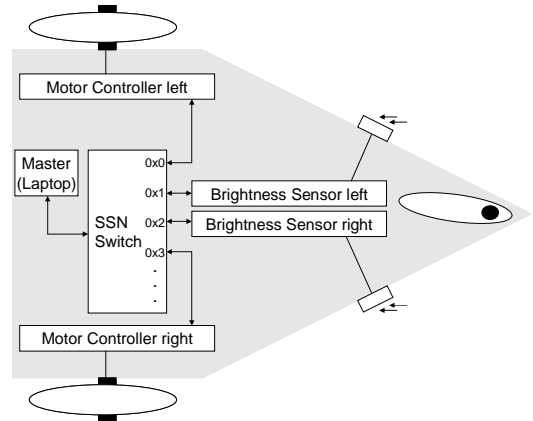 Motor Controller left
Master
(Laptop)
SSN
Switch
0x0
0x1
0x2
0x3
.
.
.
Brightness Sensor left
Brightness Sensor right
Motor Controller right